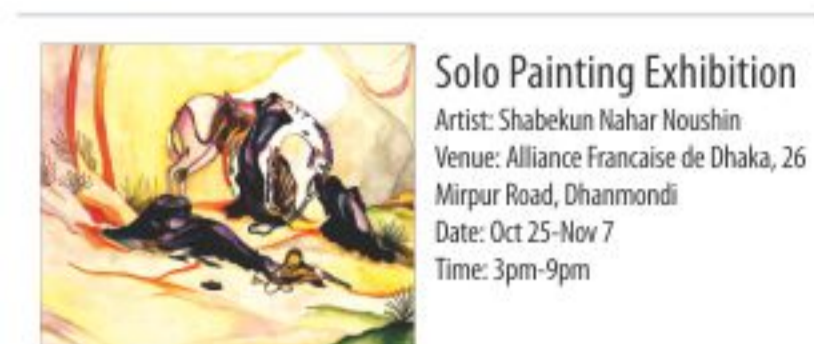 Solo Painting Exhibition
Artist: Shabekun Nahar Noushin
Venue: Alliance Francaise de Dhaka, 26
Mirpur Road, Dhanmondi
Date: Oct 25-Nov 7
Time: 3pm-9pm